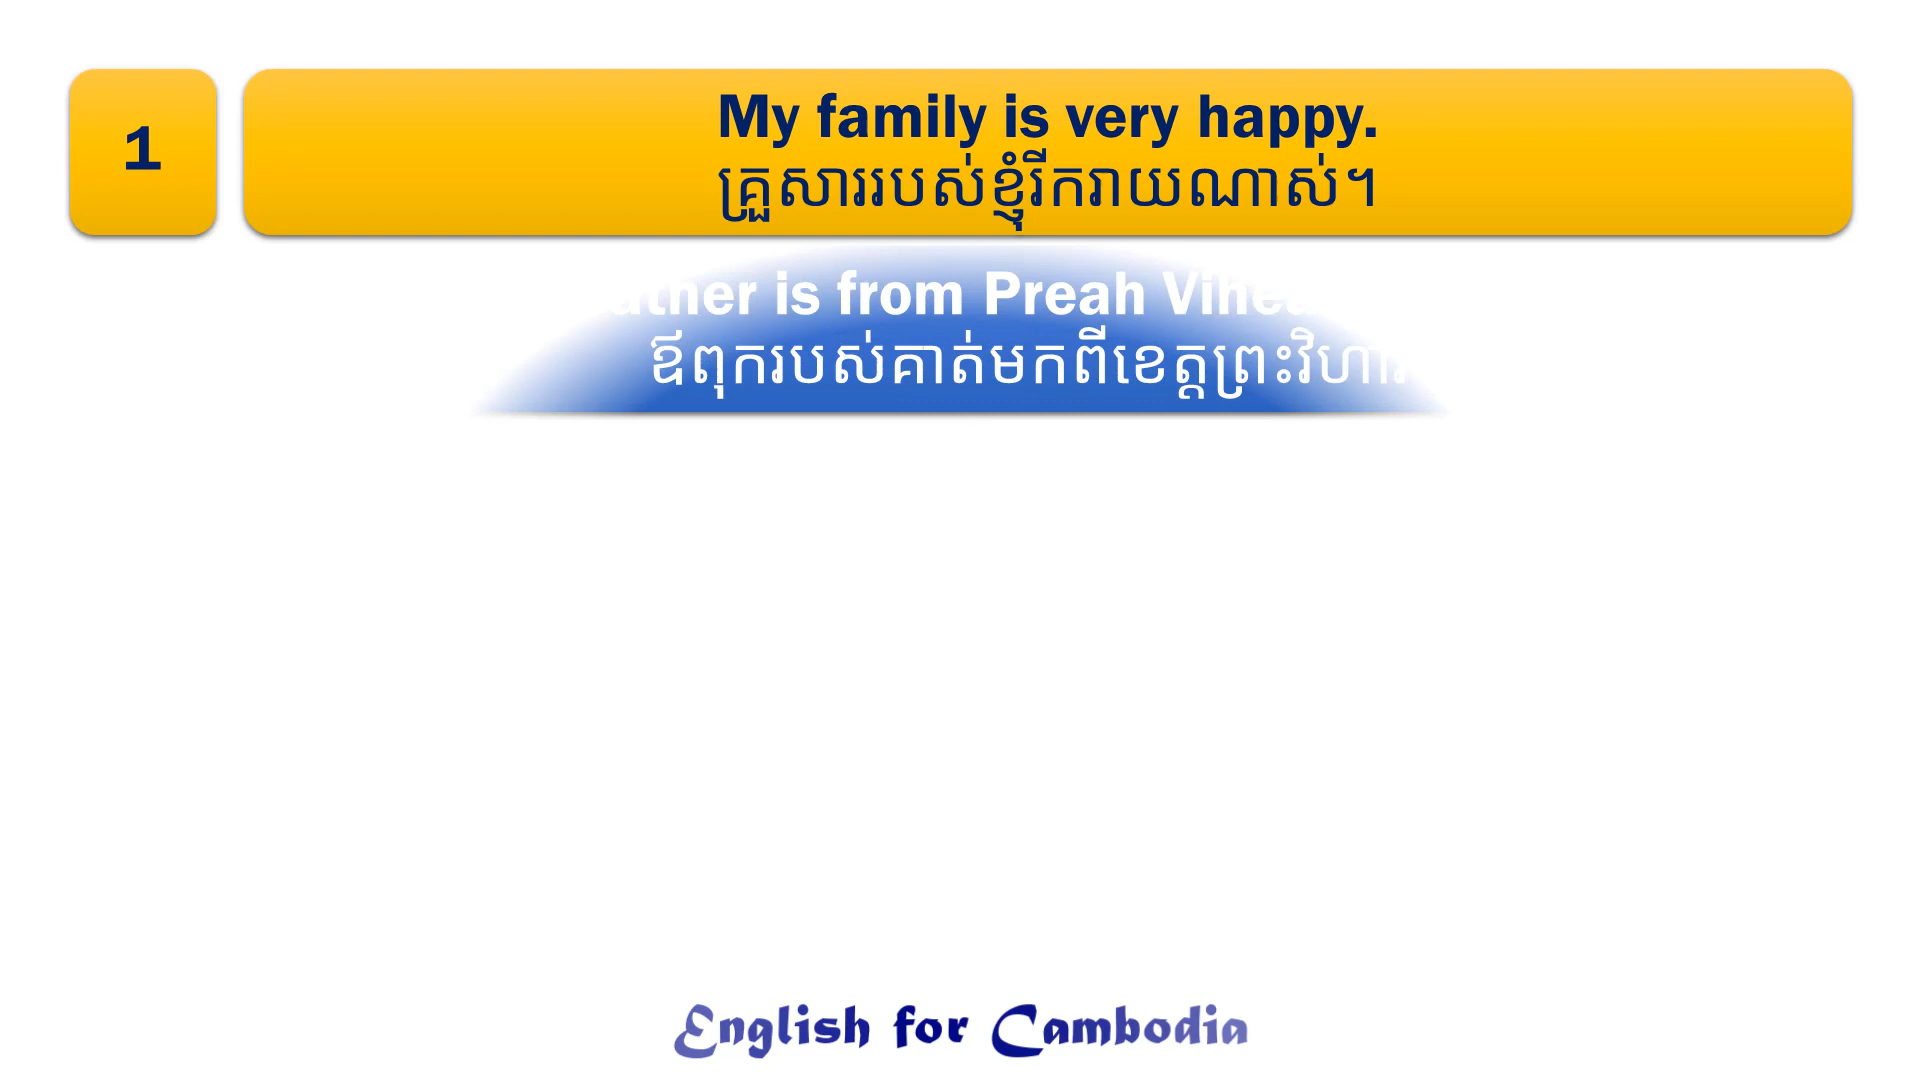 1
My family is very happy.
គ្រួសាររបស់ខ្ញុំរីករាយណាស់។
is from Preah
ឪពុករបស់គាត់មកពីខេត្តព្រះវិហារ
English for Cambodia